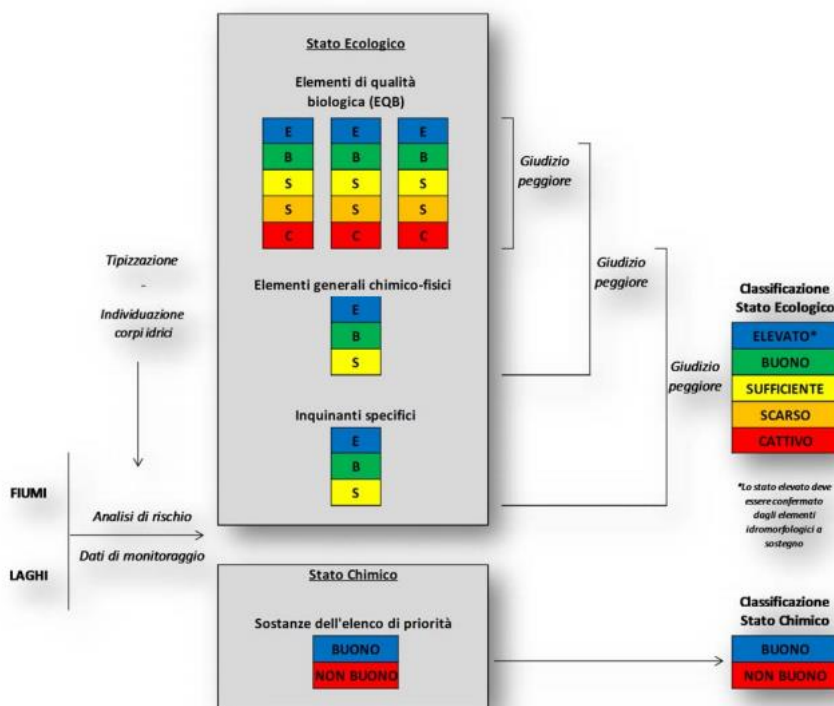 Stato Ecologico
Elementi di qualità
biologica (EQB)
E E E
B B B
S S S
S S S
C C C
Giudizio
peggiore
Giudizio
peggiore
Giudizio
peggiore
Tipizzazione
-
Individuazione
corpi idrici
Elementi generali chimico-fisici
E
B
S
Inquinanti specifici
E
B
S
Classificazione
Stato Ecologico
ELEVATO*
BUONO
SUFFICIENTE
SCARSO
CATTIVO
*Lo stato elevato deve
essere confermato
dagli elementi
idromorfologici a
sostegno
FIUMI
LAGHI
Analisi di rischio
Dati di monitoraggio
Stato Chimico
Sostanze dell'elenco di priorità
BUONO
NON BUONO
Classificazione
Stato Chimico
BUONO
NON BUONO